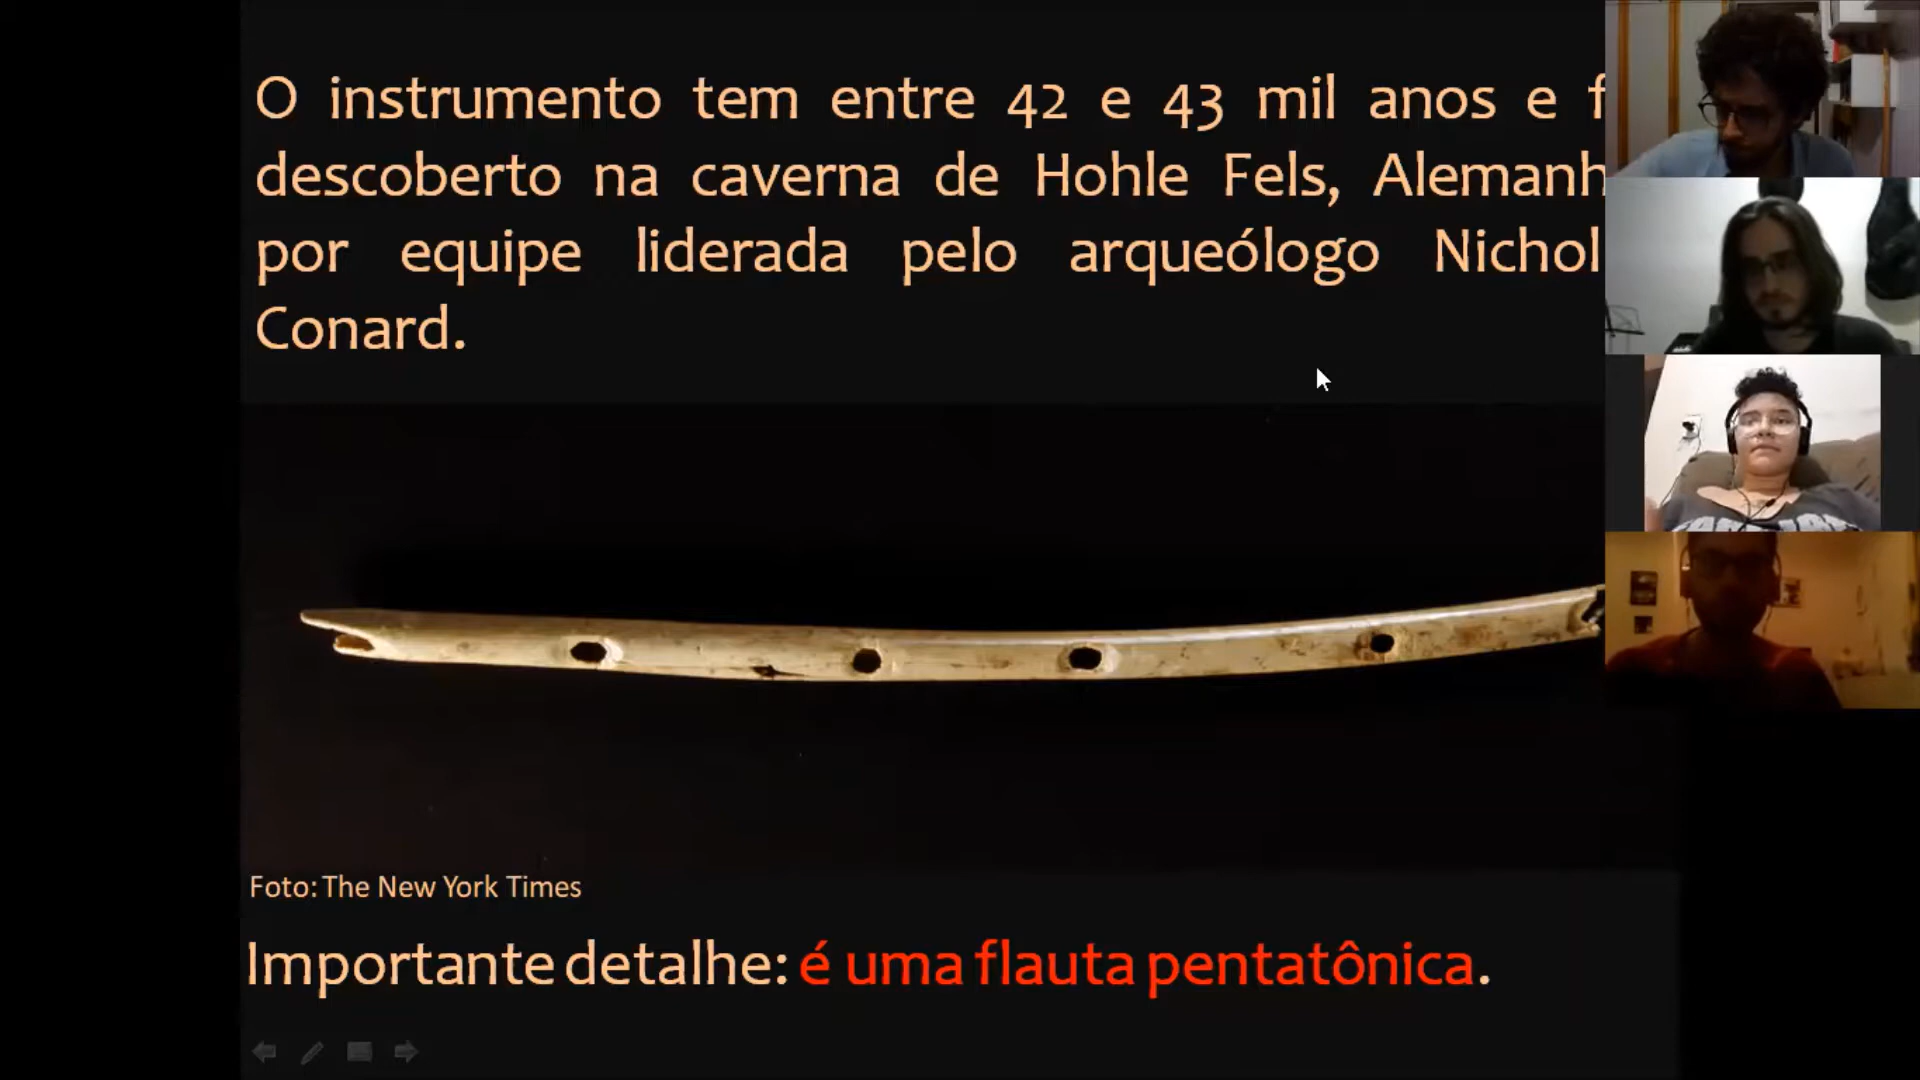 O instrumento tem entre 42 e 43 mil anos e f
descoberto na caverna de Hohle Fels, Alemanh
por equipe liderada pelo arqueólogo Nichol
Conard.
Foto: The New York Times
Importante detalhe: é uma flauta pentatônica.